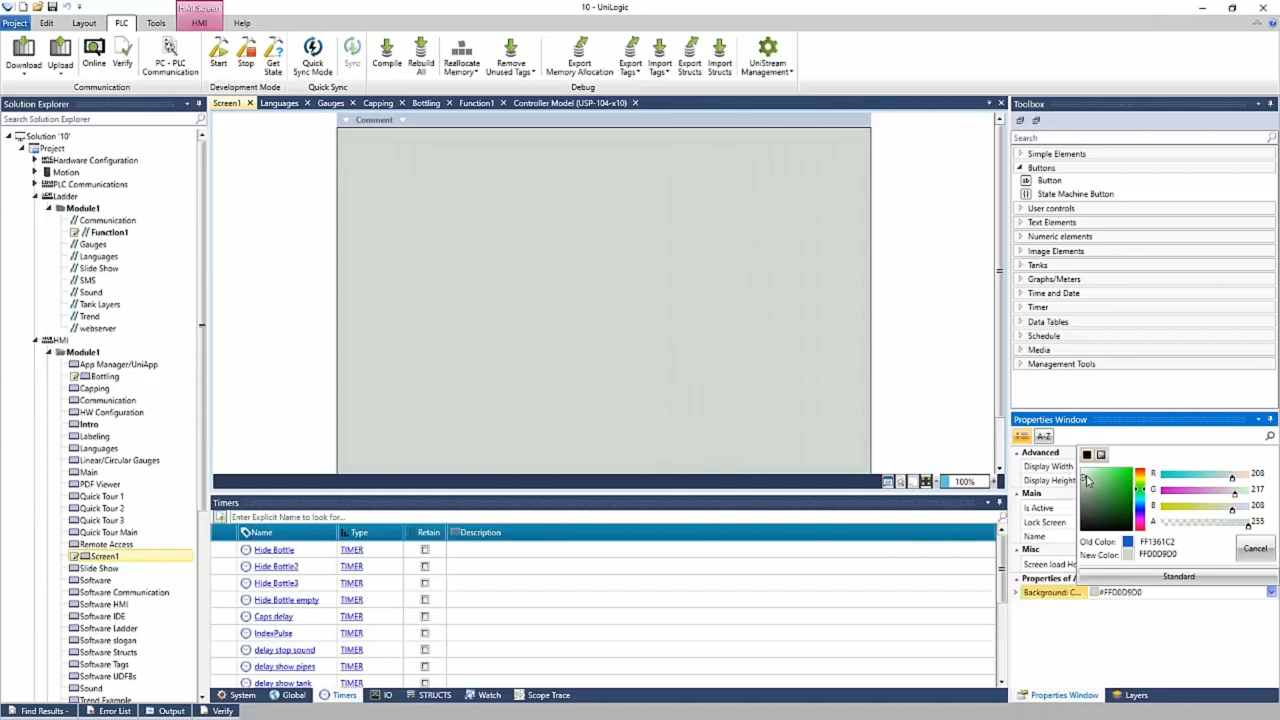 10 - UniLogic
HMI Screen
Project Edit Layout PLC Tools HMI Help
Download Upload Online Verify PC - PLC Communication Start Stop Get State Quick Sync Mode Sync Compile Rebuild All Reallocate Memory Remove Unused Tags Export Memory Allocation Export Tags Import Tags Export Structs Import Structs UniStream Management
Communication Development Mode Quick Sync Debug
Solution Explorer
Search Solution Explorer
Solution '10'
Project
Hardware Configuration
Motion
PLC Communications
Ladder
Module1
Communication
Function1
Gauges
Languages
Slide Show
SMS
Sound
Tank Layers
Trend
webserver
HMI
Module1
App Manager/UniApp
Bottling
Capping
Communication
HW Configuration
Intro
Labeling
Languages
Linear/Circular Gauges
Main
PDF Viewer
Quick Tour 1
Quick Tour 2
Quick Tour 3
Quick Tour Main
Remote Access
Screen1
Slide Show
Software
Software Communication
Software HMI
Software IDE
Software Ladder
Software slogan
Software Structs
Software Tags
Software UDFBs
Sound
Trend Example
Screen1 Languages Gauges Capping Bottling Function1 Controller Model (USP-104-x10)
Comment
100%
Timers
Enter Explicit Name to look for...
Name Type Retain Description
Hide Bottle TIMER
Hide Bottle2 TIMER
Hide Bottle3 TIMER
Hide Bottle empty TIMER
Caps delay TIMER
IndexPulse TIMER
delay stop sound TIMER
delay show pipes TIMER
delay show tank TIMER
System Global Timers IO STRUCTS Watch Scope Trace
Toolbox
Search
Simple Elements
Buttons
Button
State Machine Button
User controls
Text Elements
Numeric elements
Image Elements
Tanks
Graphs/Meters
Time and Date
Timer
Data Tables
Schedule
Media
Management Tools
Properties Window
A-Z
Advanced
Display Width
Display Height
Main
Is Active
Lock Screen
Name
Misc
Screen load H
Properties of A
Background: C... #FFD0D9D0
R 208
G 217
B 208
A 255
Old Color: FF1361C2
New Color: FFD0D9D0
Cancel
Standard
Properties Window Layers
Find Results - Error List Output Verify